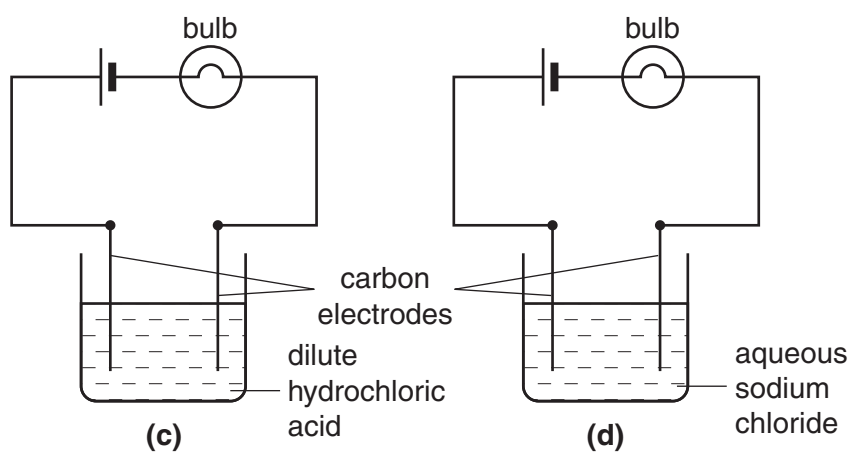 bulb
bulb
carbon
electrodes
dilute
hydrochloric
acid
aqueous
sodium
chloride
(c)
(d)